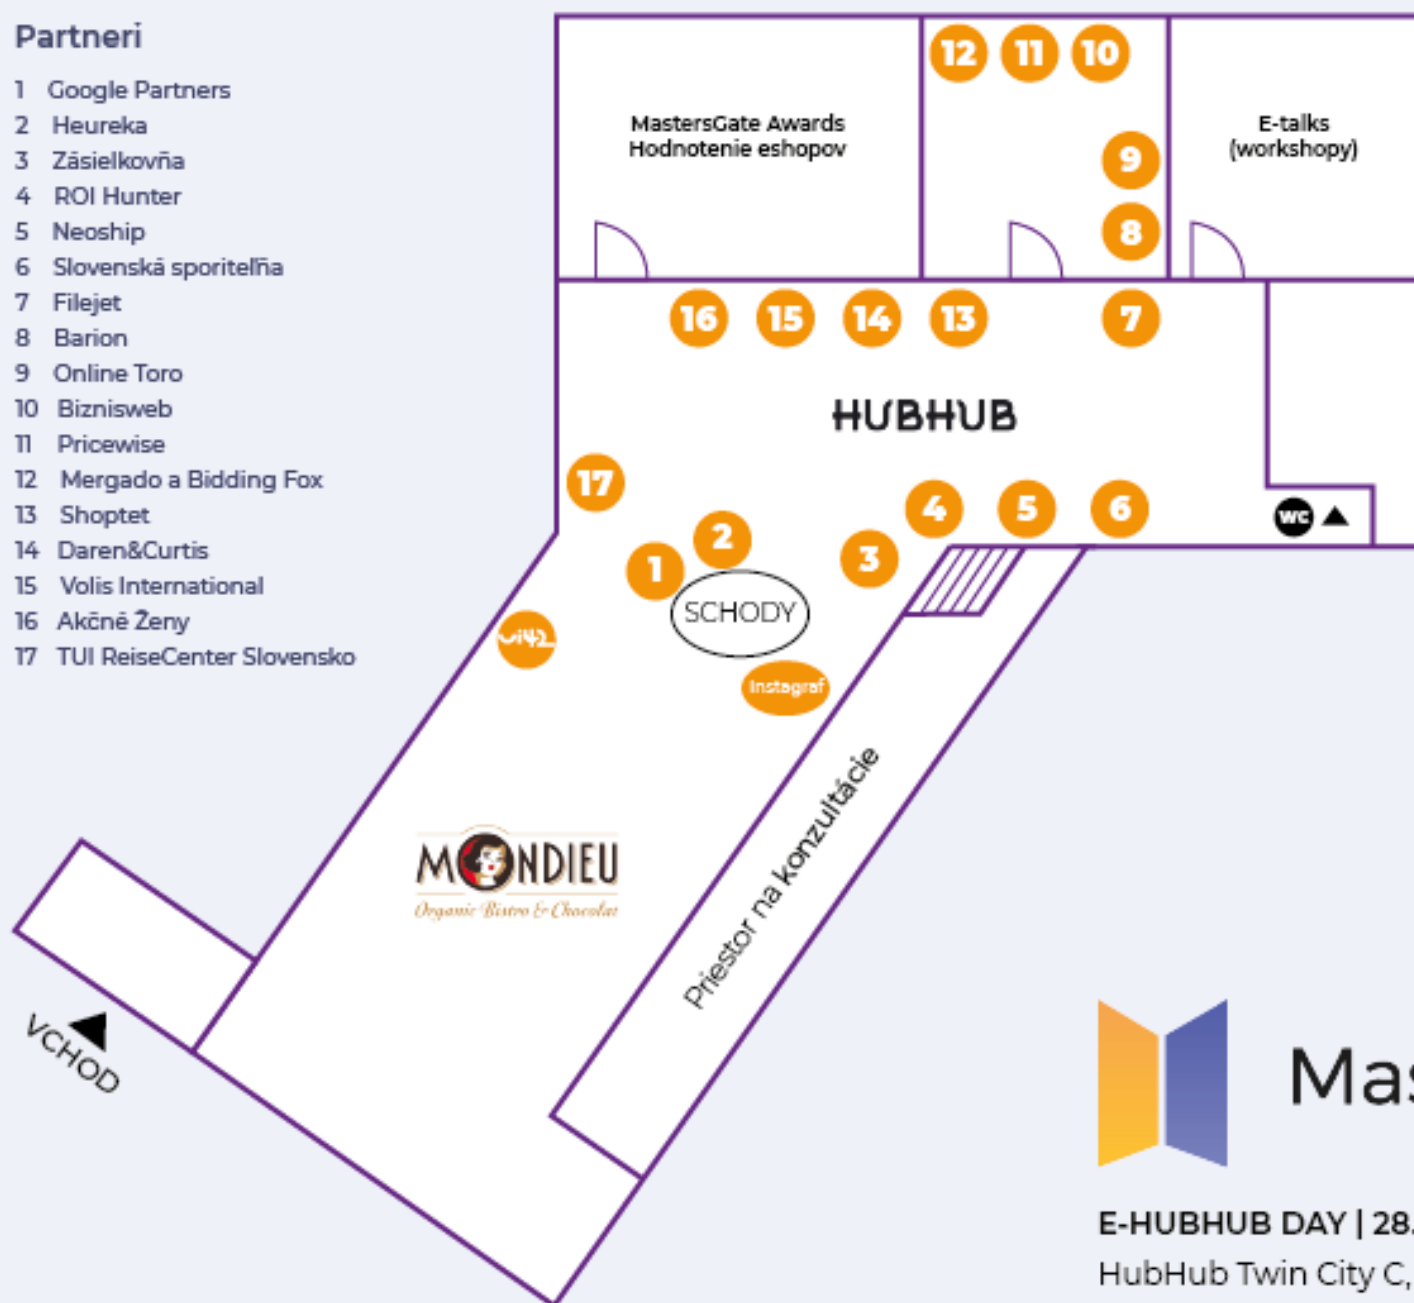 Partneri
1 Google Partners
2 Heureka
3 Zásielkovňa
4 ROI Hunter
5 Neoship
6 Slovenská sporiteľňa
7 Filejet
8 Barion
9 Online Toro
10 Biznisweb
11 Pricewise
12 Mergado a Bidding Fox
13 Shoptet
14 Daren&Curtis
15 Volis International
16 Akčné Ženy
17 TUI ReiseCenter Slovensko
12 11 10
MastersGate Awards
Hodnotenie eshopov
E-talks
(workshopy)
9
8
16 15 14 13 7
HUBHUB
17
4 5 6
WC
2
3
1
SCHODY
ui42
Instagraf
Priestor na konzultácie
MONDIEU
Organic Bistro & Chocolat
VCHOD
Mas
E-HUBHUB DAY | 28.
HubHub Twin City C,